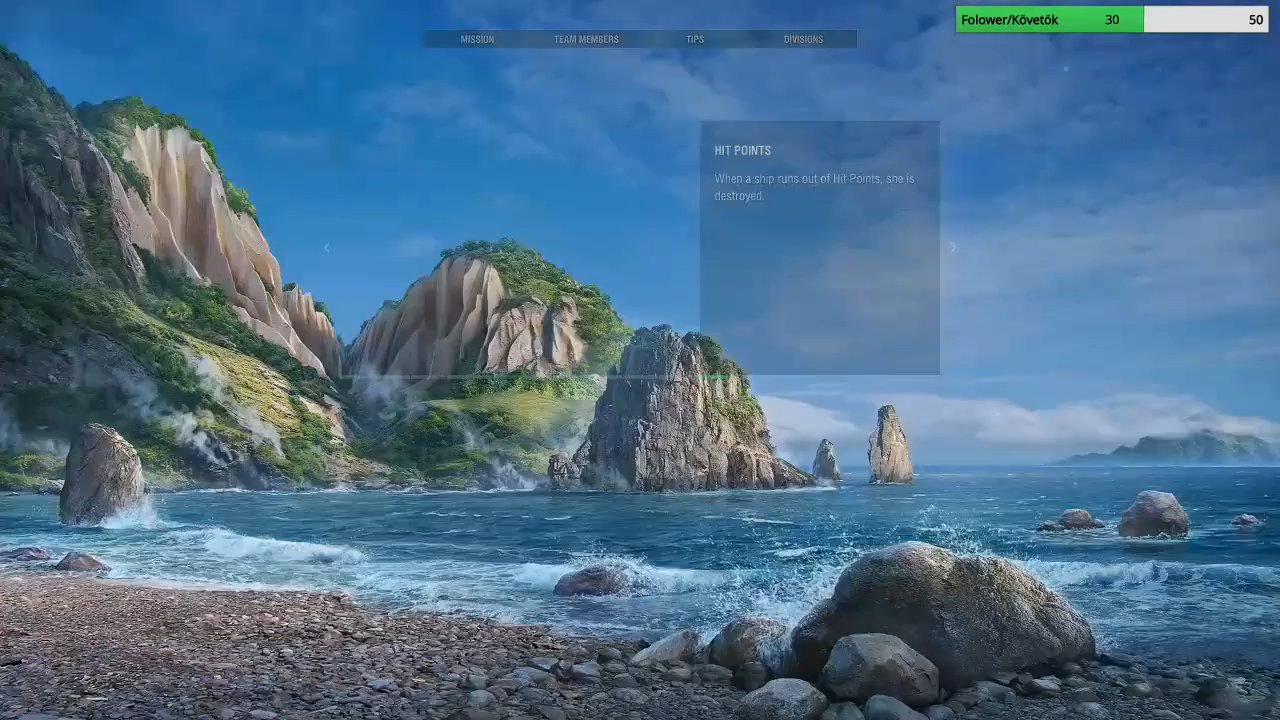 Folower/Követők 30 50
MISSION TEAM MEMBERS TIPS DIVISIONS
HIT POINTS
When a ship runs out of Hit Points, she is
destroyed.